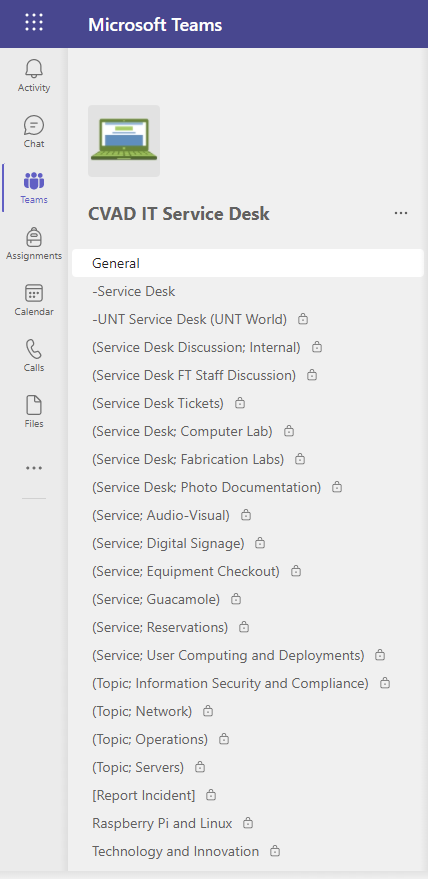 Microsoft Teams
Activity
Chat
Teams
Assignments
Calendar
Calls
Files
CVAD IT Service Desk
General
-Service Desk
-UNT Service Desk (UNT World)
(Service Desk Discussion; Internal)
(Service Desk FT Staff Discussion)
(Service Desk Tickets)
(Service Desk; Computer Lab)
(Service Desk; Fabrication Labs)
(Service Desk; Photo Documentation)
(Service; Audio-Visual)
(Service; Digital Signage)
(Service; Equipment Checkout)
(Service; Guacamole)
(Service; Reservations)
(Service; User Computing and Deployments)
(Topic; Information Security and Compliance)
(Topic; Network)
(Topic; Operations)
(Topic; Servers)
[Report Incident]
Raspberry Pi and Linux
Technology and Innovation